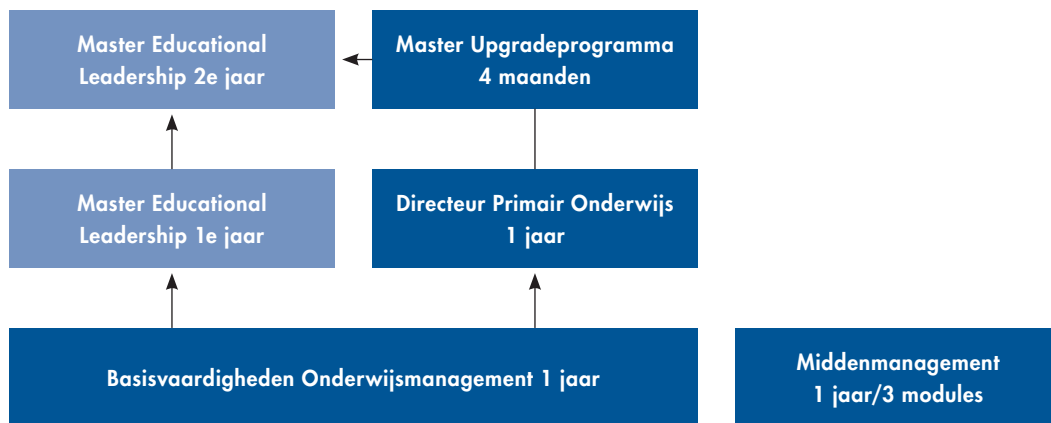 Master Educational
Leadership 2e jaar
Master Upgradeprogramma
4 maanden
Master Educational
Leadership 1e jaar
Directeur Primair Onderwijs
1 jaar
Basisvaardigheden Onderwijsmanagement 1 jaar
Middenmanagement
1 jaar/3 modules